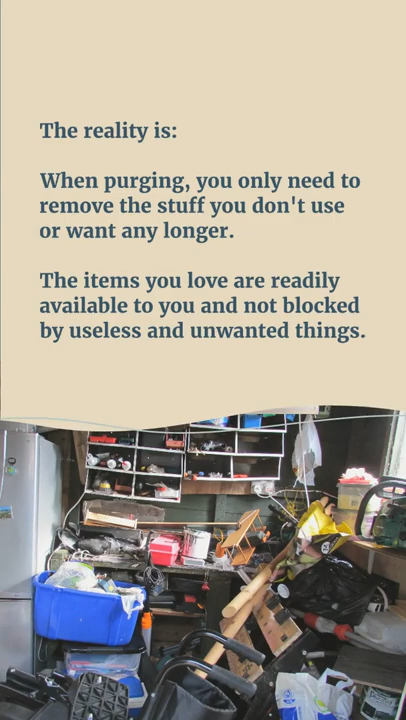 The reality is:
When purging, you only need to
remove the stuff you don't use
or want any longer.
The items you love are readily
available to you and not blocked
by useless and unwanted things.